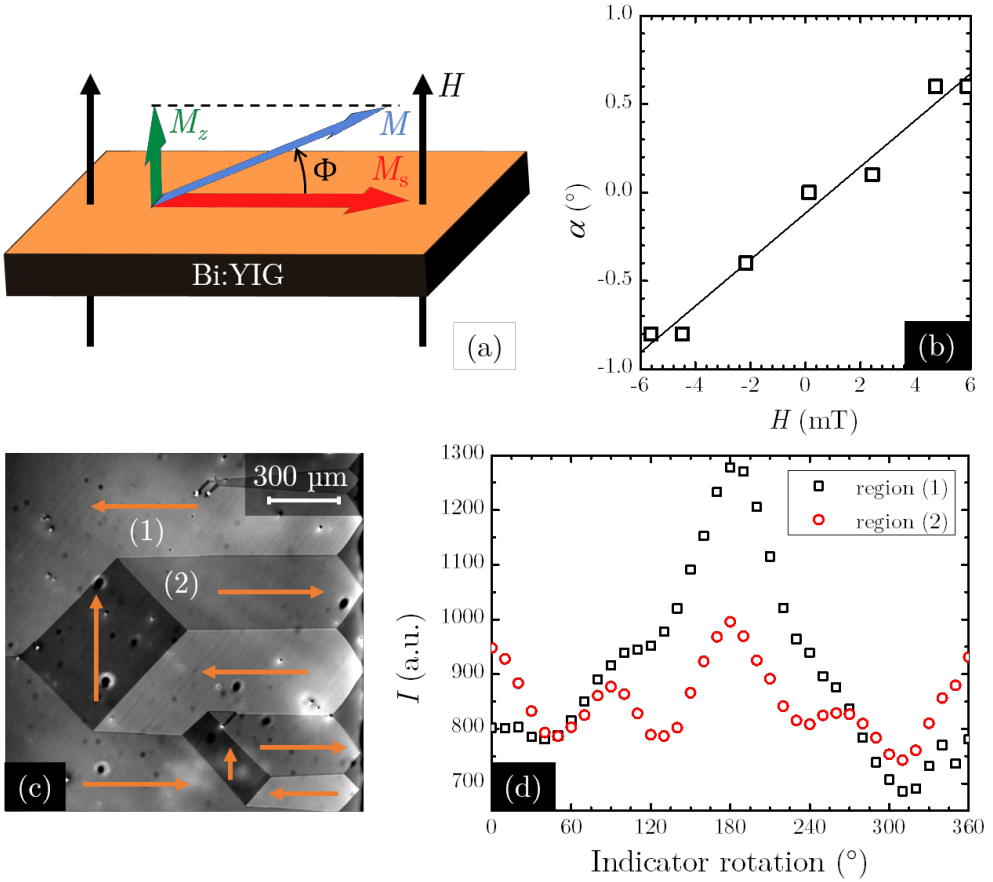 H
M_z
M
Φ
M_s
Bi:YIG
(a)
1.0
0.5
0.0
-0.5
-1.0
α (°)
-6 -4 -2 0 2 4 6
H (mT)
(b)
300 μm
(1)
(2)
(c)
1300
1200
1100
1000
900
800
700
I (a.u.)
region (1)
region (2)
(d)
0 60 120 180 240 300 360
Indicator rotation (°)